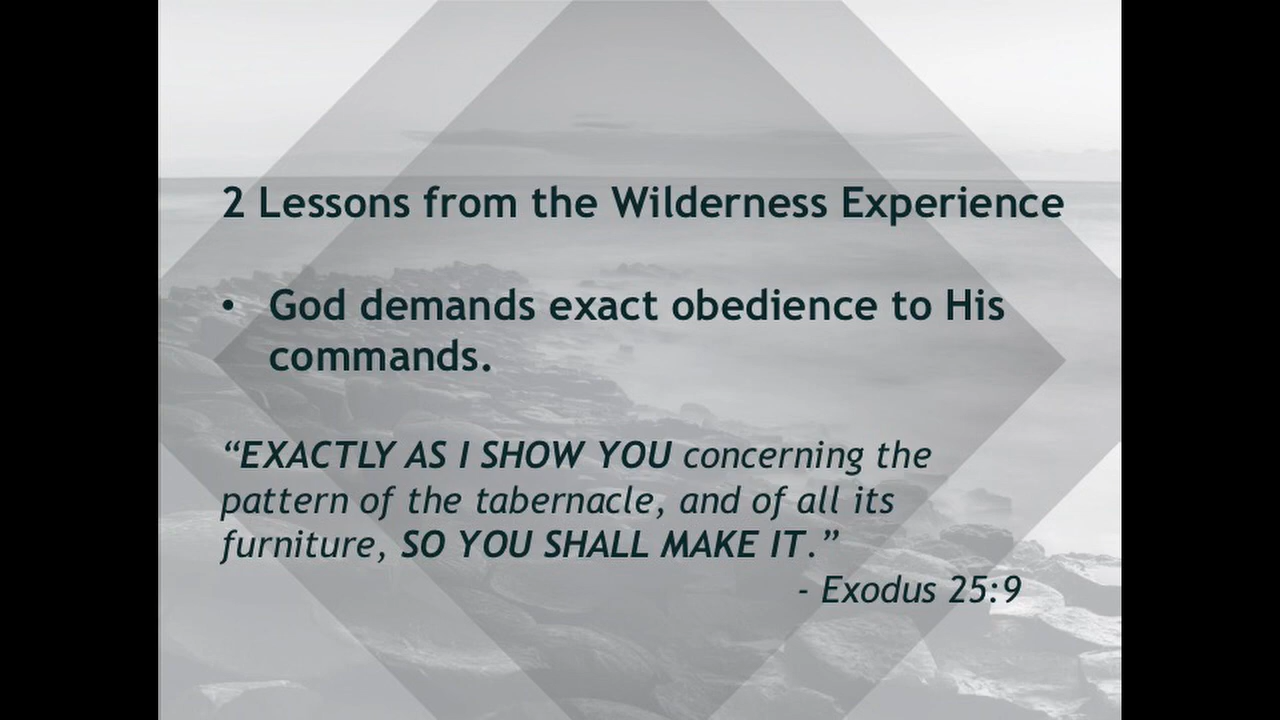 2 Lessons from the Wilderness Experience
• God demands exact obedience to His
commands.
“EXACTLY AS I SHOW YOU concerning the
pattern of the tabernacle, and of all its
furniture, SO YOU SHALL MAKE IT.”
- Exodus 25:9